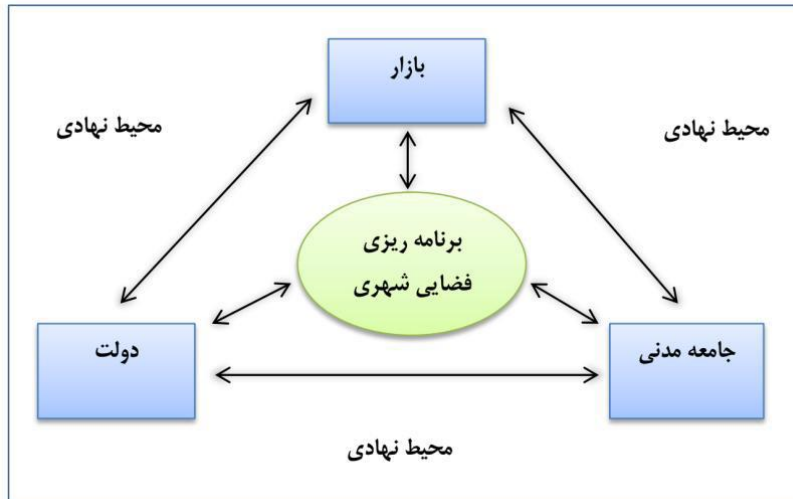 بازار
محیط نهادی
محیط نهادی
برنامه ریزی
فضایی شهری
جامعه مدنی
دولت
محیط نهادی